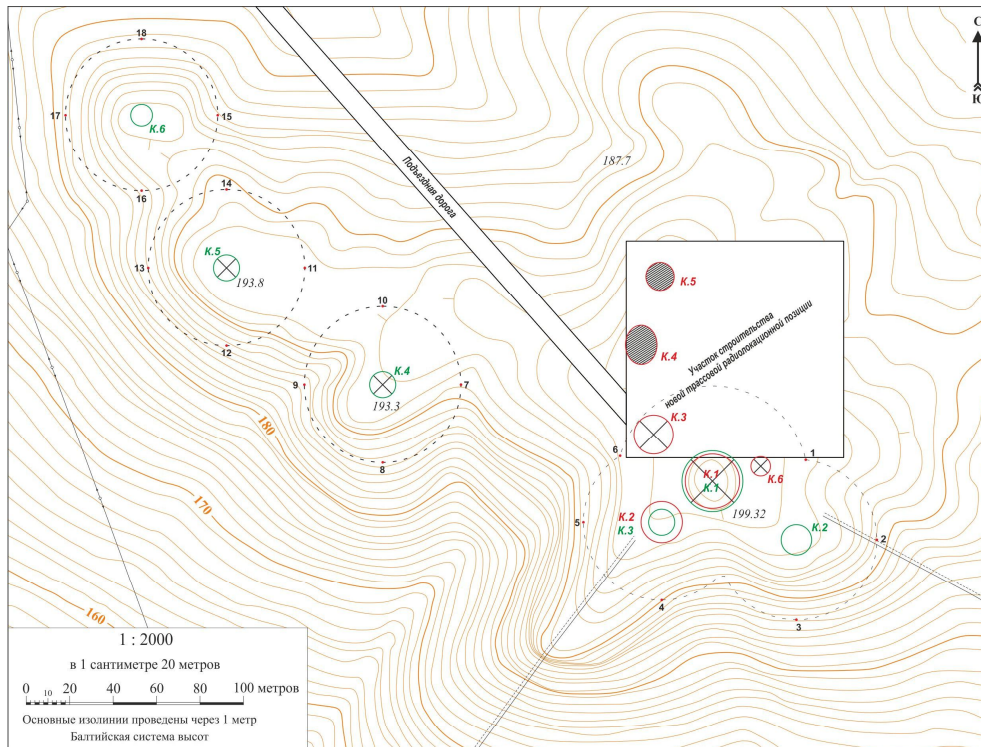 18
С
Ю
17
К.6
15
Подъездная дорога
187.7
16
14
К.5
13
193.8
11
К.5
10
К.4
Участок строительства
новой трассовой радиолокационной позиции
12
К.4
9
7
193.3
К.3
180
8
6
1
К.1
К.1
К.6
170
К.2
К.3
199.32
К.2
5
2
4
3
160
1 : 2000
в 1 сантиметре 20 метров
0 10 20 40 60 80 100 метров
Основные изолинии проведены через 1 метр
Балтийская система высот